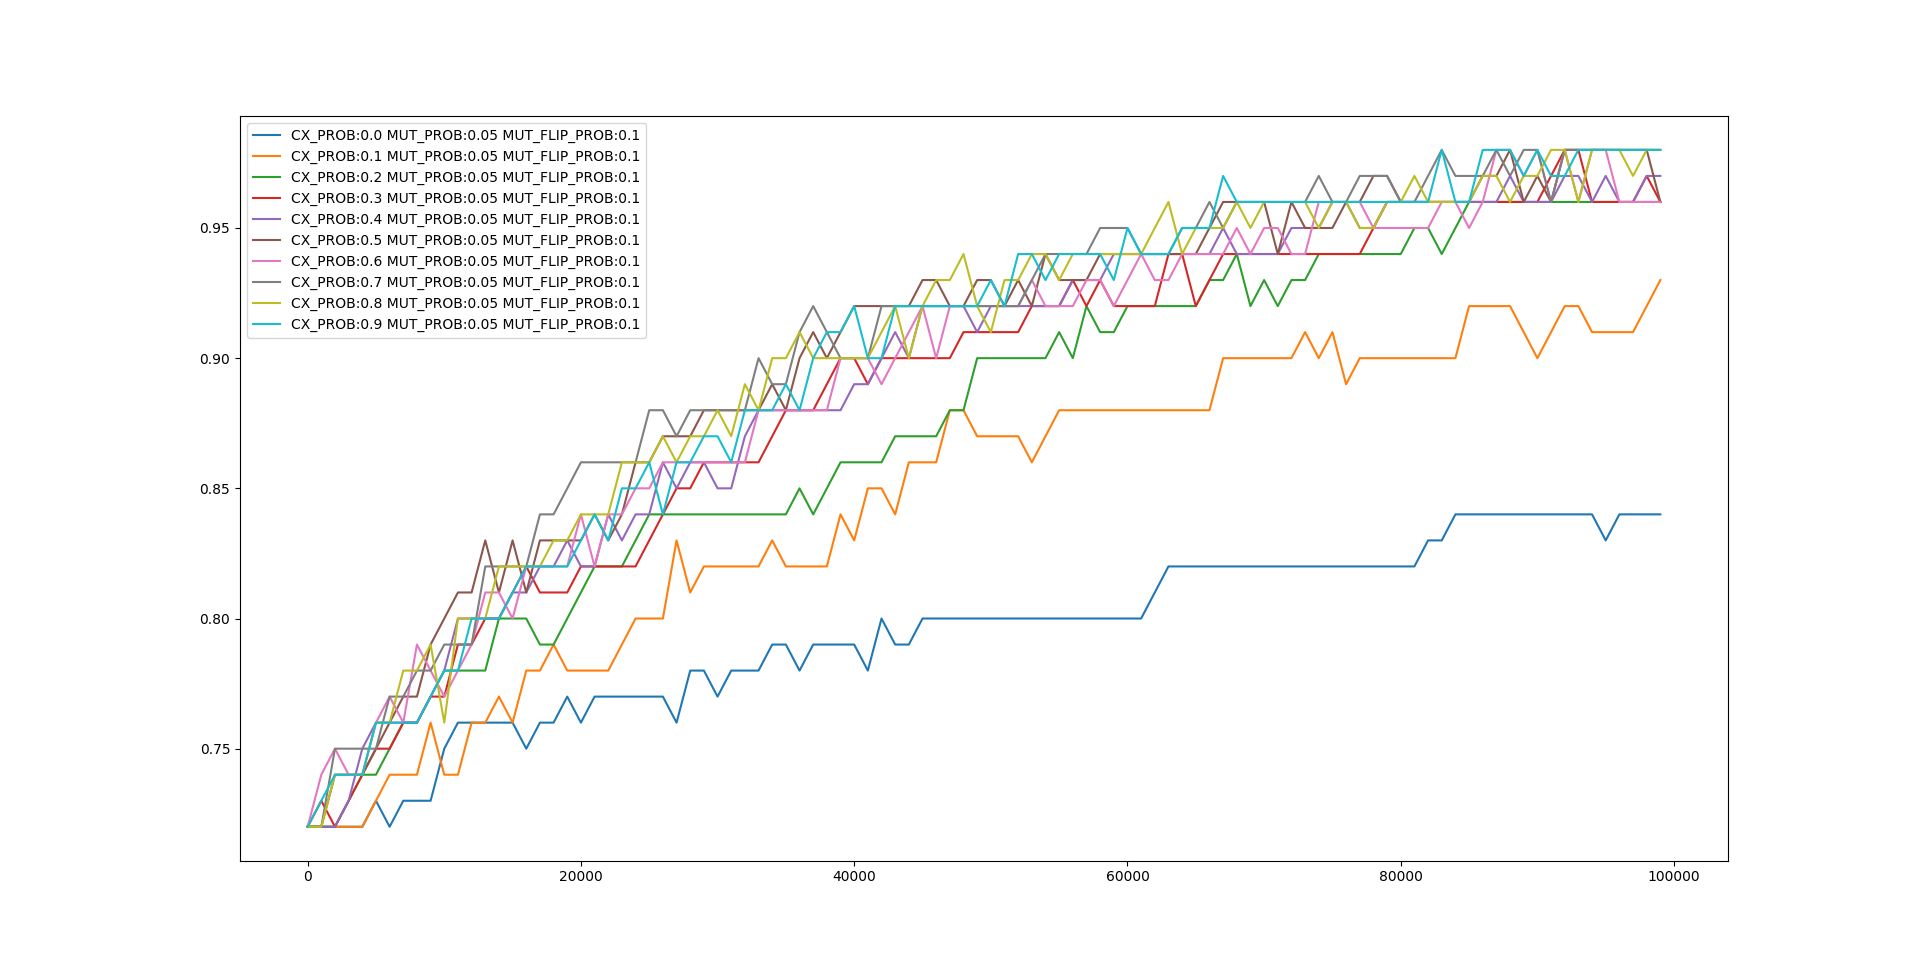 CX_PROB:0.0 MUT_PROB:0.05 MUT_FLIP_PROB:0.1
CX_PROB:0.1 MUT_PROB:0.05 MUT_FLIP_PROB:0.1
CX_PROB:0.2 MUT_PROB:0.05 MUT_FLIP_PROB:0.1
CX_PROB:0.3 MUT_PROB:0.05 MUT_FLIP_PROB:0.1
CX_PROB:0.4 MUT_PROB:0.05 MUT_FLIP_PROB:0.1
CX_PROB:0.5 MUT_PROB:0.05 MUT_FLIP_PROB:0.1
CX_PROB:0.6 MUT_PROB:0.05 MUT_FLIP_PROB:0.1
CX_PROB:0.7 MUT_PROB:0.05 MUT_FLIP_PROB:0.1
CX_PROB:0.8 MUT_PROB:0.05 MUT_FLIP_PROB:0.1
CX_PROB:0.9 MUT_PROB:0.05 MUT_FLIP_PROB:0.1
0.95
0.90
0.85
0.80
0.75
0 20000 40000 60000 80000 100000